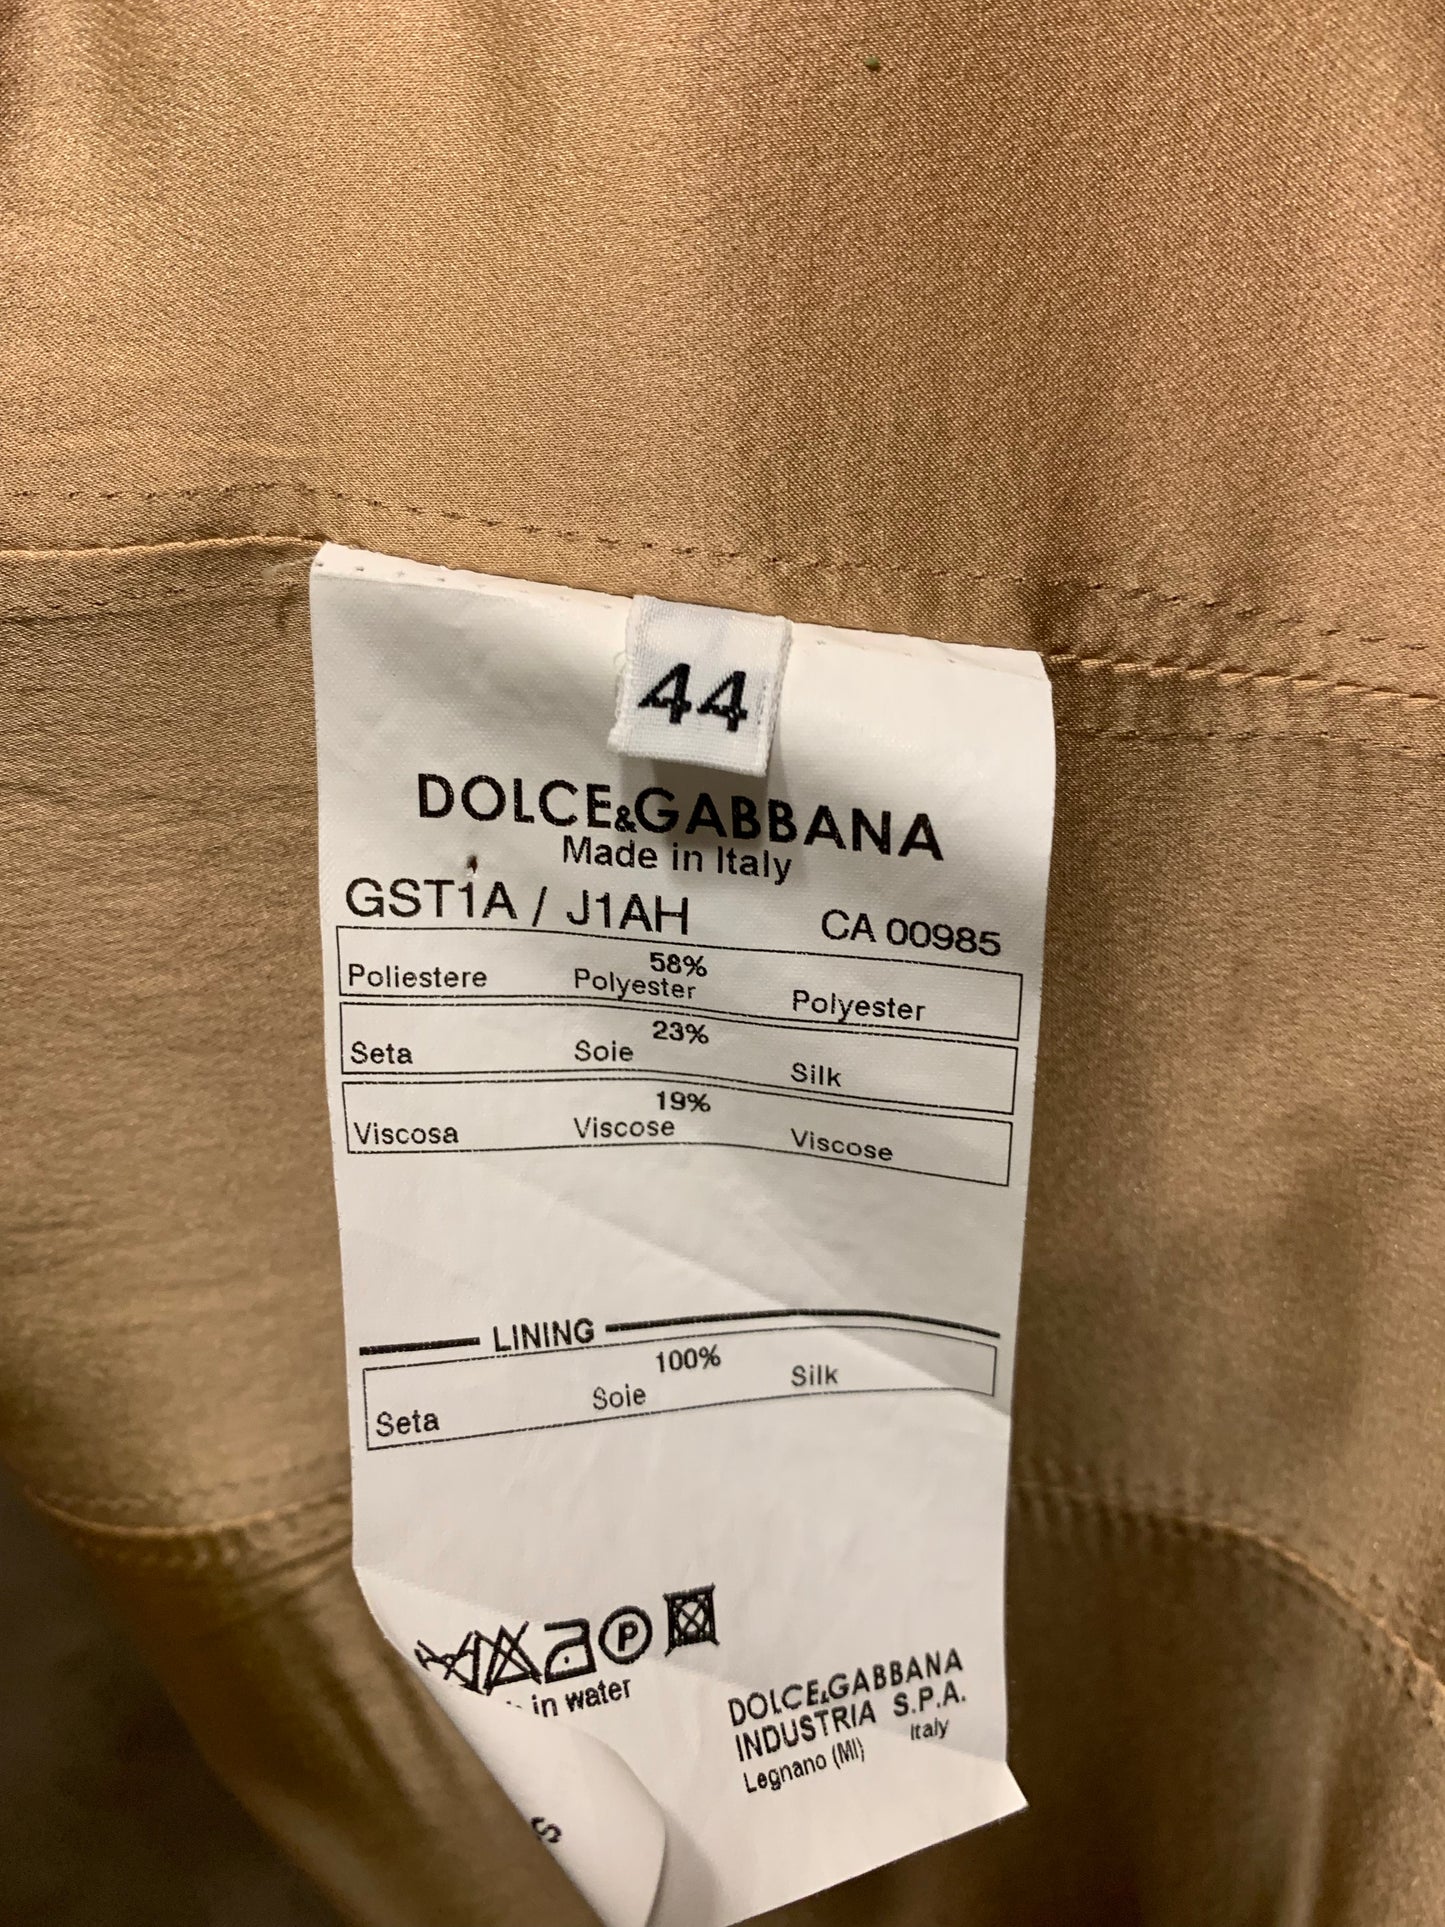 44
DOLCE&GABBANA
Made in Italy
GST1A / J1AH CA 00985
58%
Poliestere Polyester Polyester
23%
Seta Soie Silk
19%
Viscosa Viscose Viscose
LINING
100%
Seta Soie Silk
P
in water
DOLCE&GABBANA
INDUSTRIA S.P.A.
Legnano (MI) Italy
S